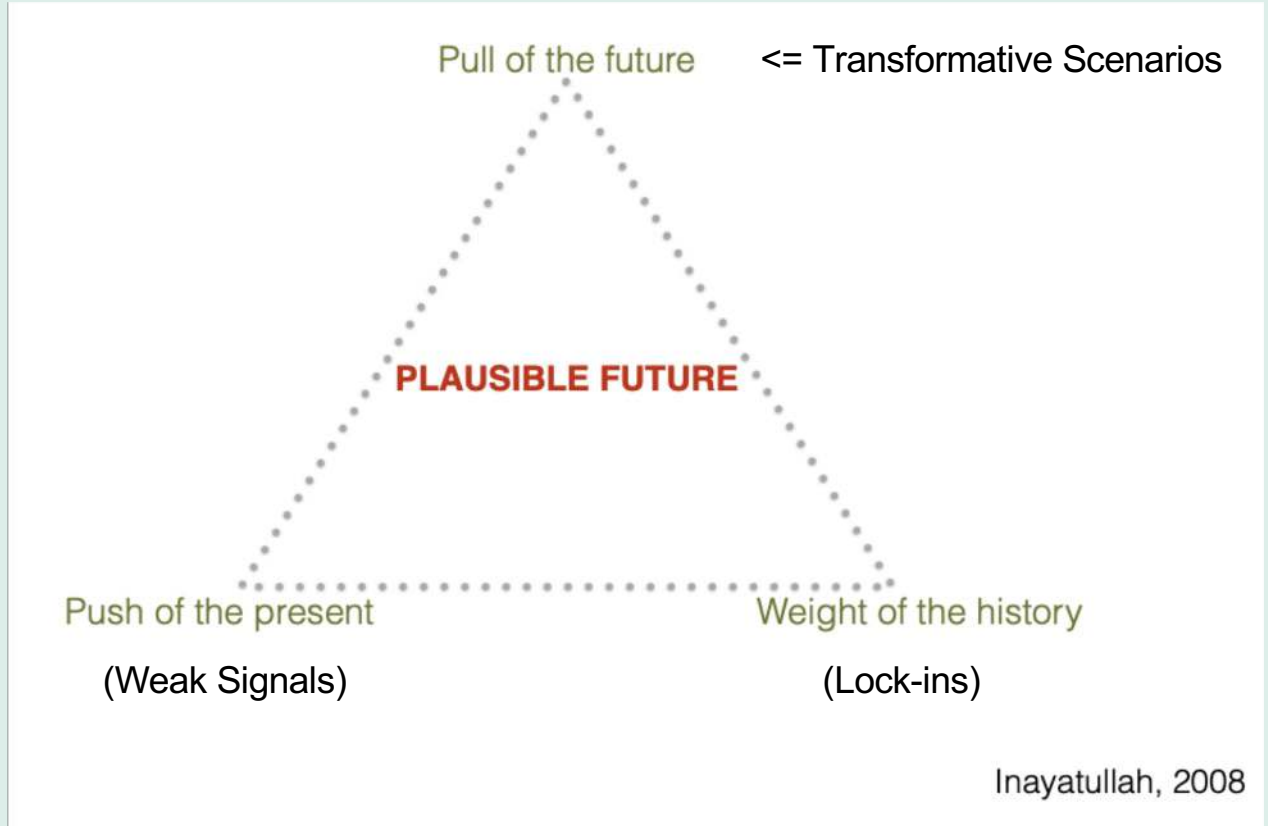 Pull of the future <= Transformative Scenarios
PLAUSIBLE FUTURE
Push of the present Weight of the history
(Weak Signals) (Lock-ins)
Inayatullah, 2008